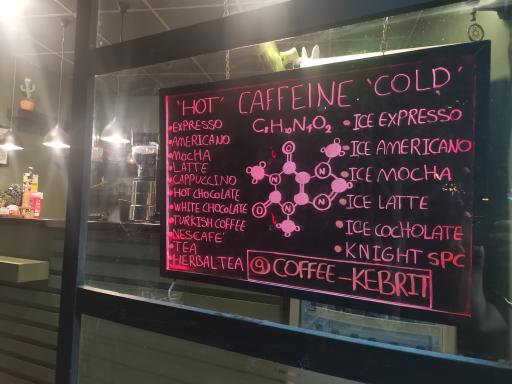 'HOT' CAFFEINE 'COLD'
C8H10N4O2
EXPRESSO
AMERICANO
MOCHA
LATTE
CAPPUCCINO
HOT CHOCOLATE
WHITE CHOCOLATE
TURKISH COFFEE
NESCAFE'
TEA
HERBAL TEA
O
N
N
N
N
O
ICE EXPRESSO
ICE AMERICANO
ICE MOCHA
ICE LATTE
ICE COCHOLATE
KNIGHT SPC
COFFEE-KEBRIT